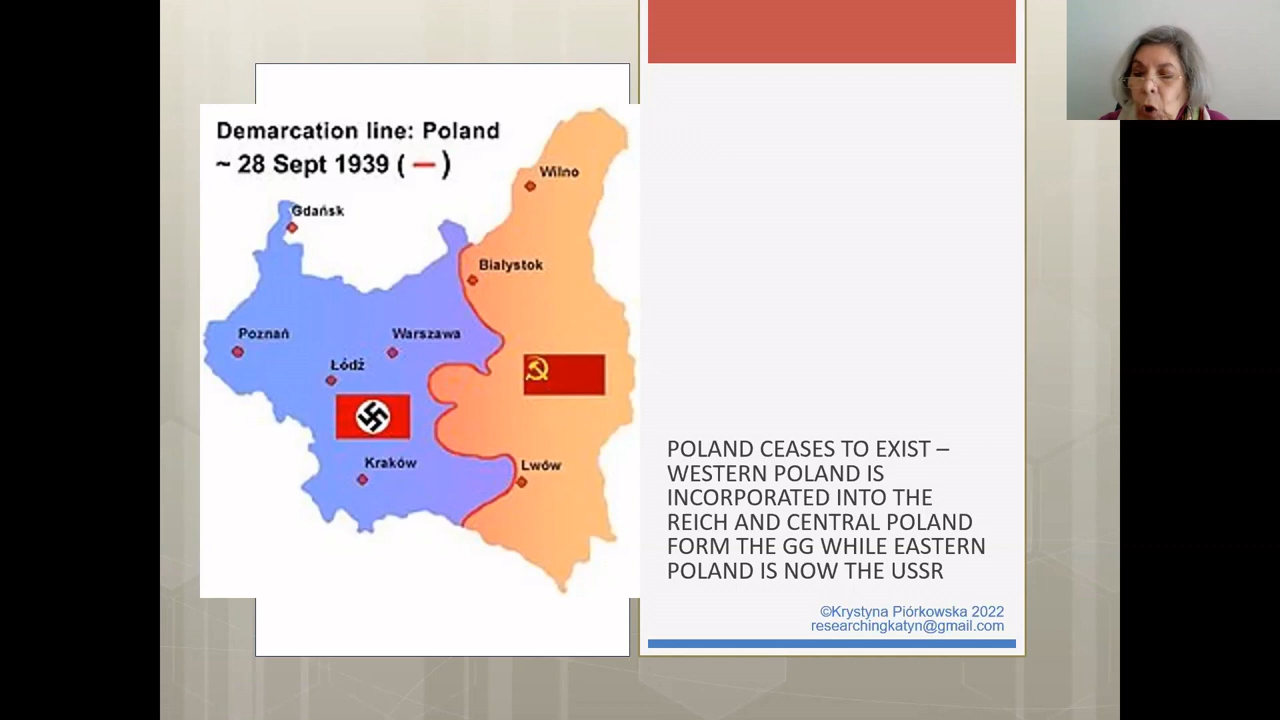 Demarcation line: Poland
~ 28 Sept 1939 ( — )
Wilno
Gdańsk
Białystok
Poznań
Warszawa
Łódź
Kraków
Lwów
POLAND CEASES TO EXIST –
WESTERN POLAND IS
INCORPORATED INTO THE
REICH AND CENTRAL POLAND
FORM THE GG WHILE EASTERN
POLAND IS NOW THE USSR
©Krystyna Piórkowska 2022
researchingkatyn@gmail.com